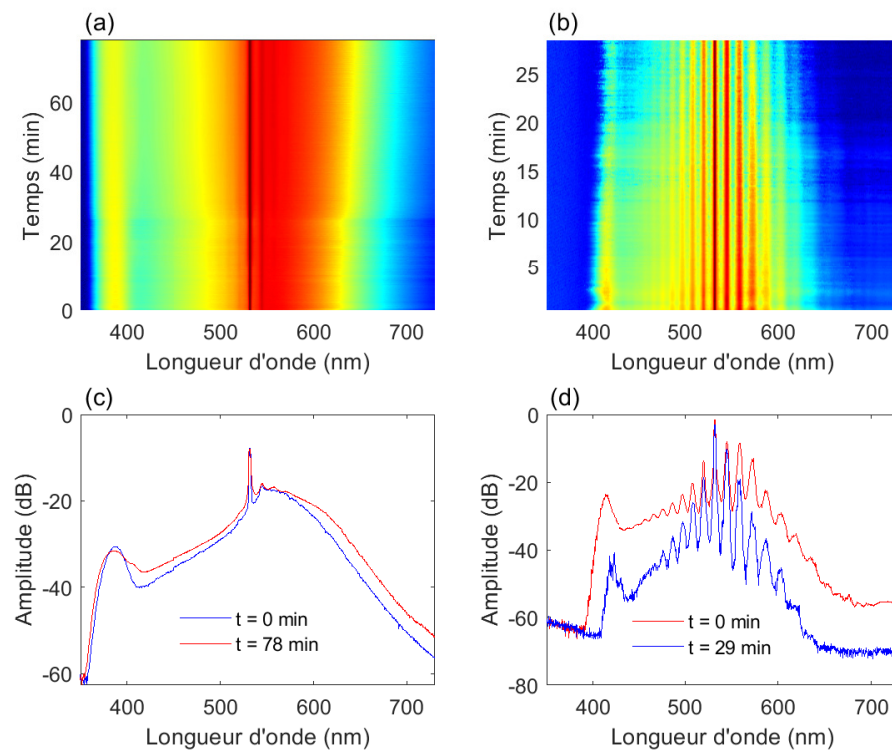 (a)
Temps (min)
60
40
20
0
400 500 600 700
Longueur d'onde (nm)
(b)
Temps (min)
25
20
15
10
5
400 500 600 700
Longueur d'onde (nm)
(c)
Amplitude (dB)
0
-20
-40
-60
t = 0 min
t = 78 min
400 500 600 700
Longueur d'onde (nm)
(d)
Amplitude (dB)
0
-20
-40
-60
-80
t = 0 min
t = 29 min
400 500 600 700
Longueur d'onde (nm)